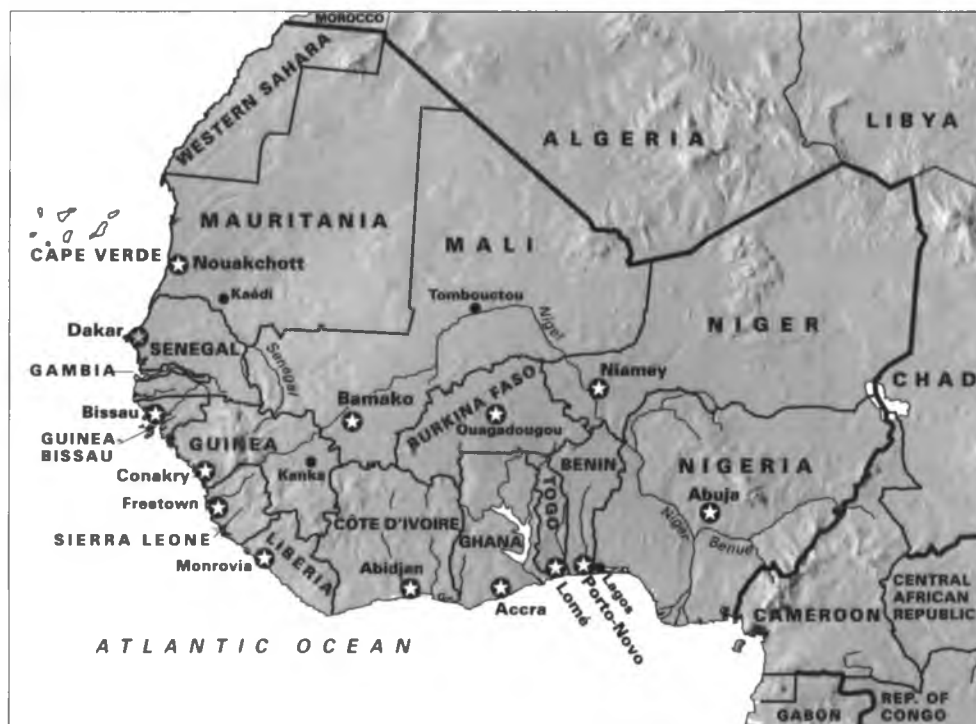 MOROCCO
WESTERN SAHARA
ALGERIA
LIBYA
MAURITANIA
MALI
CAPE VERDE
Nouakchott
Kaédi
Tombouctou
Niger
NIGER
Dakar
SENEGAL
Senegal
GAMBIA
Niamey
CHAD
Bamako
BURKINA FASO
Ouagadougou
Bissau
GUINEA
BISSAU
GUINEA
Kanka
BENIN
NIGERIA
Conakry
Abuja
Freetown
TOGO
CÔTE D'IVOIRE
GHANA
Niger
Benue
SIERRA LEONE
LIBERIA
Monrovia
Abidjan
Accra
Lomé
Porto-Novo
Lagos
CENTRAL
AFRICAN
REPUBLIC
CAMEROON
ATLANTIC OCEAN
GABON
REP. OF
CONGO